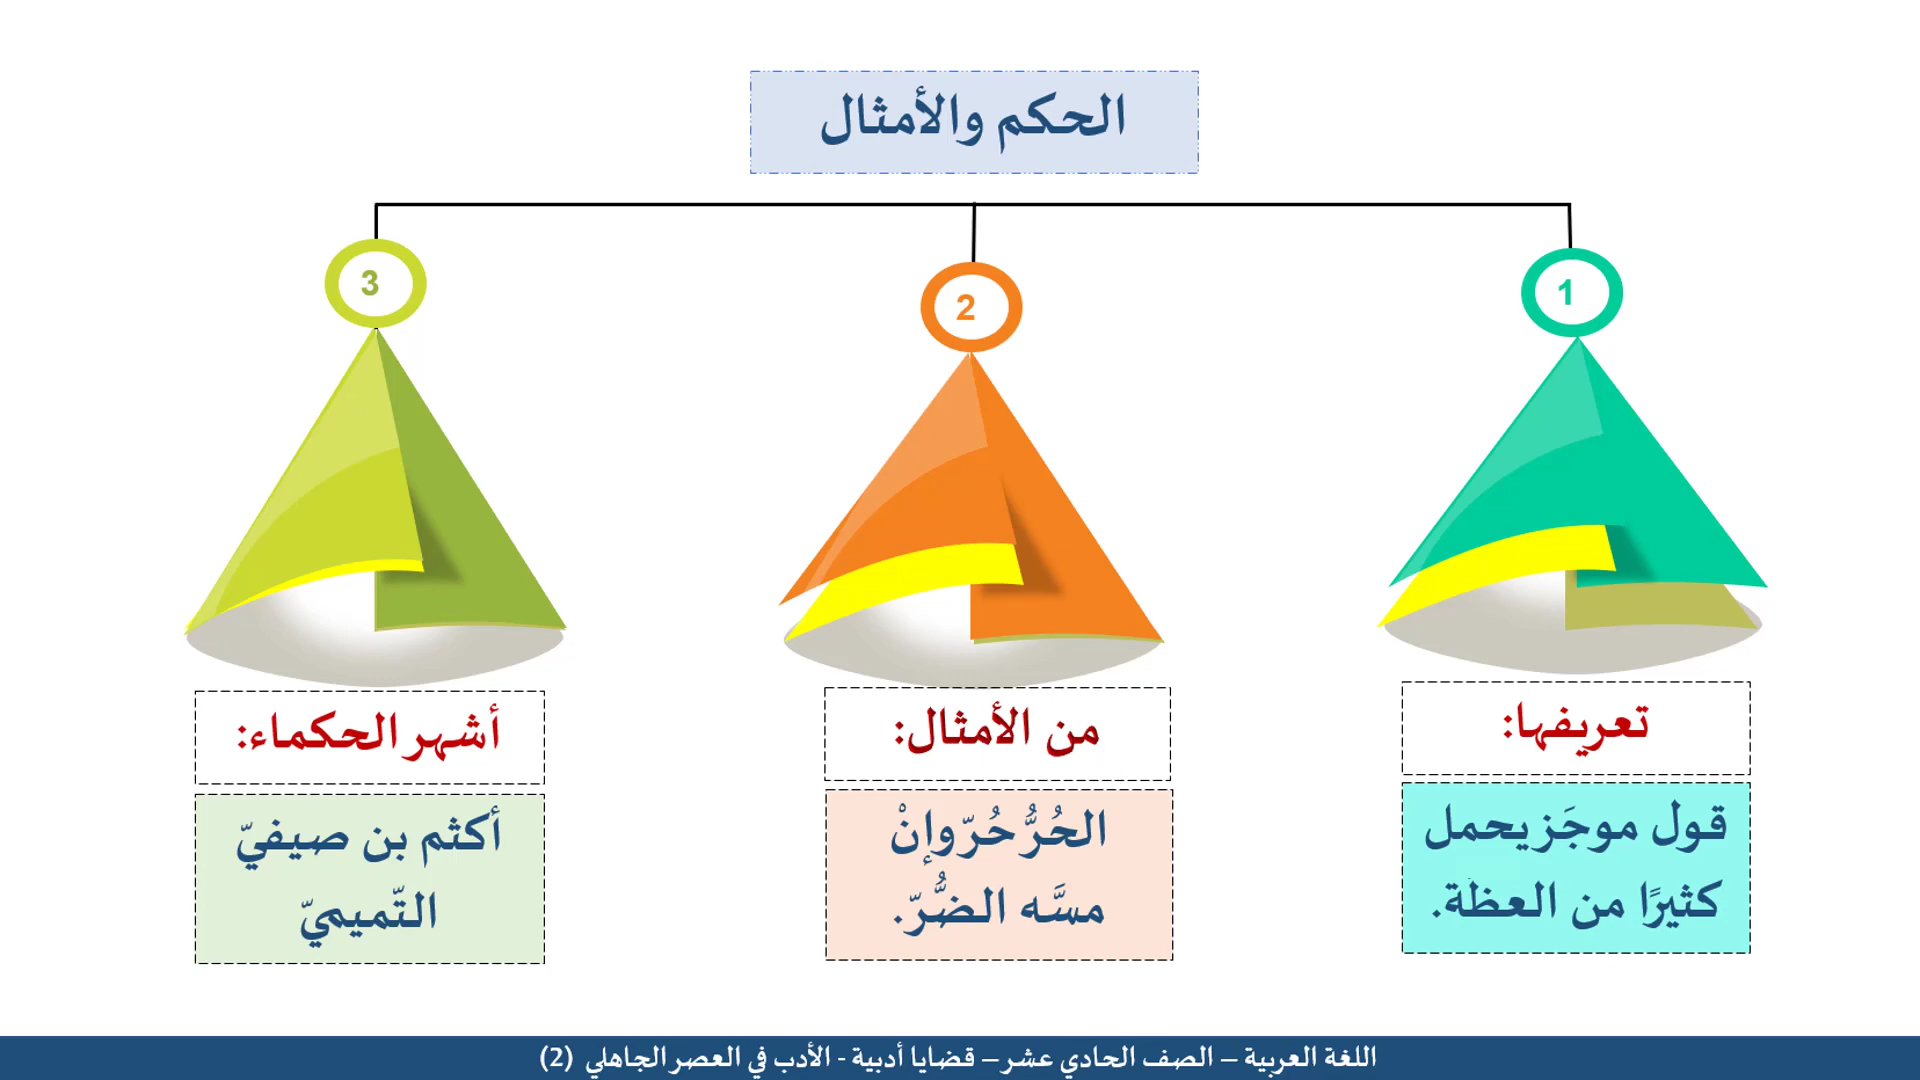 الحكم والأمثال
1
2
3
تعريفها:
قول موجَز يحمل
كثيرًا من العظة.
من الأمثال:
الحُرُّ حُرّ وإنْ
مسَّه الضُّرّ.
أشهر الحكماء:
أكثم بن صيفيّ
التّميميّ
اللغة العربية – الصف الحادي عشر – قضايا أدبية - الأدب في العصر الجاهلي (2)